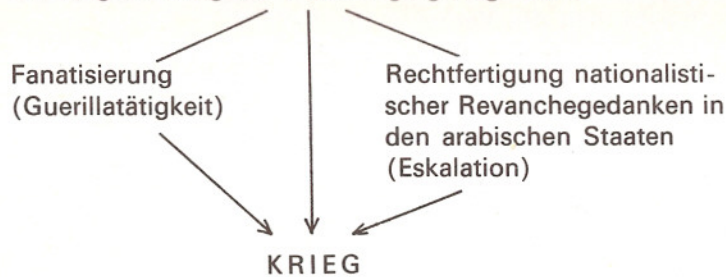 Fanatisierung
(Guerillatätigkeit)
Rechtfertigung nationalisti-
scher Revanchegedanken in
den arabischen Staaten
(Eskalation)
KRIEG